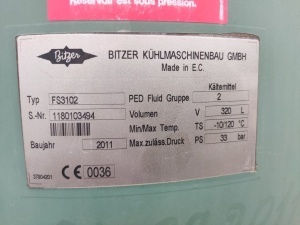 Réservoir est sous pression.
Bitzer
BITZER KÜHLMASCHINENBAU GMBH
Made in E.C.
Kältemittel
Typ FS3102 PED Fluid Gruppe 2
S.-Nr. 1180103494 Volumen V 320 L
Min/Max Temp. TS -10/120 °C
Baujahr 2011 Max.zuläss.Druck PS 33 bar
CE 0036
37804201